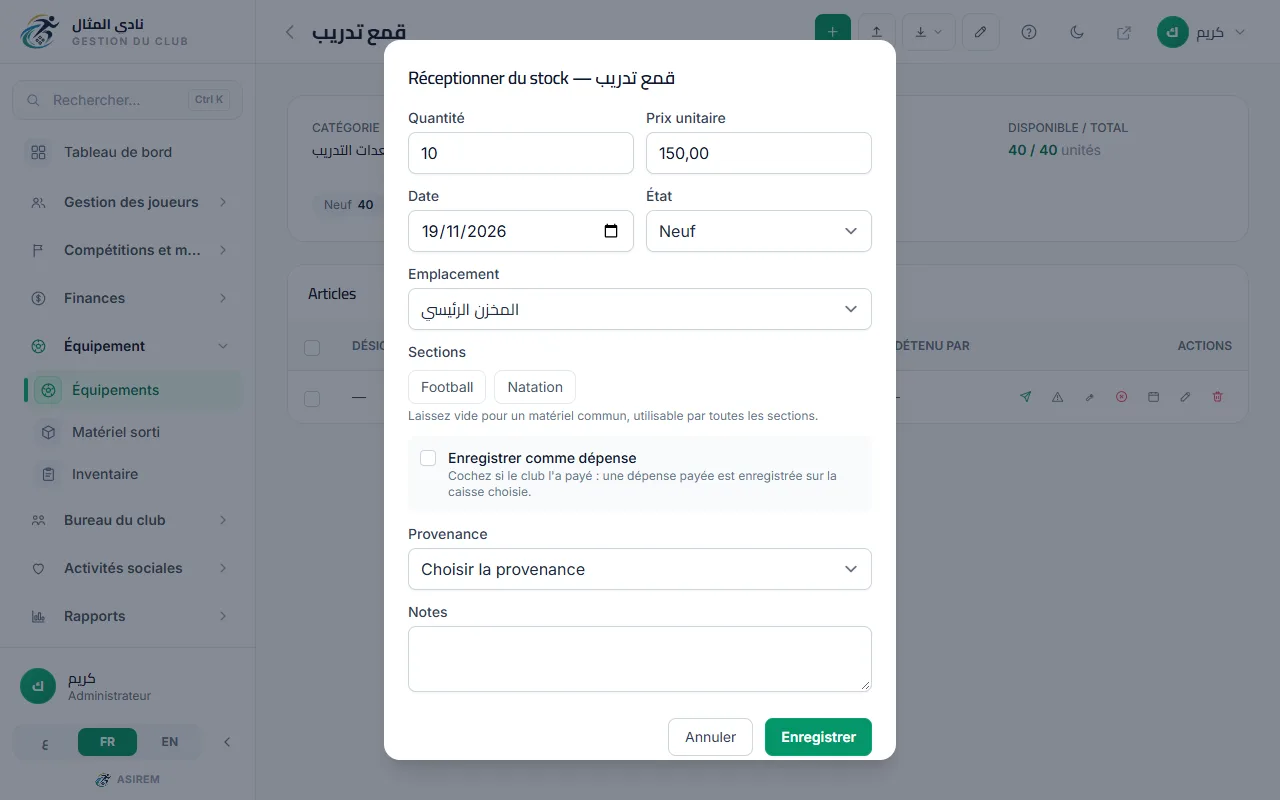 نادي المثال
GESTION DU CLUB
Rechercher...
Ctrl K
Tableau de bord
Gestion des joueurs
Compétitions et m...
Finances
Équipement
Équipements
Matériel sorti
Inventaire
Bureau du club
Activités sociales
Rapports
كريم
Administrateur
ع
FR
EN
ASIREM
قمع تدريب
ك
كريم
CATÉGORIE
Neuf 40
DISPONIBLE / TOTAL
40 / 40 unités
Articles
DÉTENU PAR
ACTIONS
—
Réceptionner du stock — قمع تدريب
Quantité
Prix unitaire
10
150,00
Date
État
19/11/2026
Neuf
Emplacement
المخزن الرئيسي
Sections
Football
Natation
Laissez vide pour un matériel commun, utilisable par toutes les sections.
Enregistrer comme dépense
Cochez si le club l'a payé : une dépense payée est enregistrée sur la
caisse choisie.
Provenance
Choisir la provenance
Notes
Annuler
Enregistrer